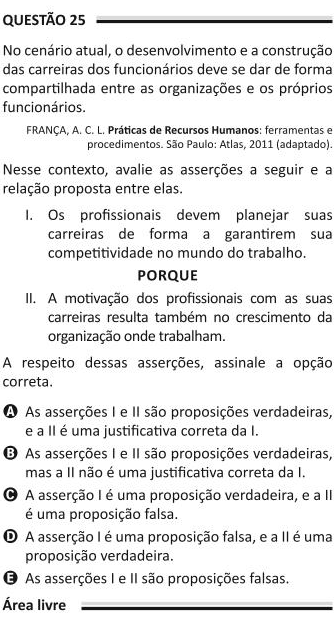 QUESTÃO 25
No cenário atual, o desenvolvimento e a construção
das carreiras dos funcionários deve se dar de forma
compartilhada entre as organizações e os próprios
funcionários.
FRANÇA, A. C. L. Práticas de Recursos Humanos: ferramentas e
procedimentos. São Paulo: Atlas, 2011 (adaptado).
Nesse contexto, avalie as asserções a seguir e a
relação proposta entre elas.
I. Os profissionais devem planejar suas
carreiras de forma a garantirem sua
competitividade no mundo do trabalho.
PORQUE
II. A motivação dos profissionais com as suas
carreiras resulta também no crescimento da
organização onde trabalham.
A respeito dessas asserções, assinale a opção
correta.
A As asserções I e II são proposições verdadeiras,
e a II é uma justificativa correta da I.
B As asserções I e II são proposições verdadeiras,
mas a II não é uma justificativa correta da I.
C A asserção I é uma proposição verdadeira, e a II
é uma proposição falsa.
D A asserção I é uma proposição falsa, e a II é uma
proposição verdadeira.
E As asserções I e II são proposições falsas.
Área livre